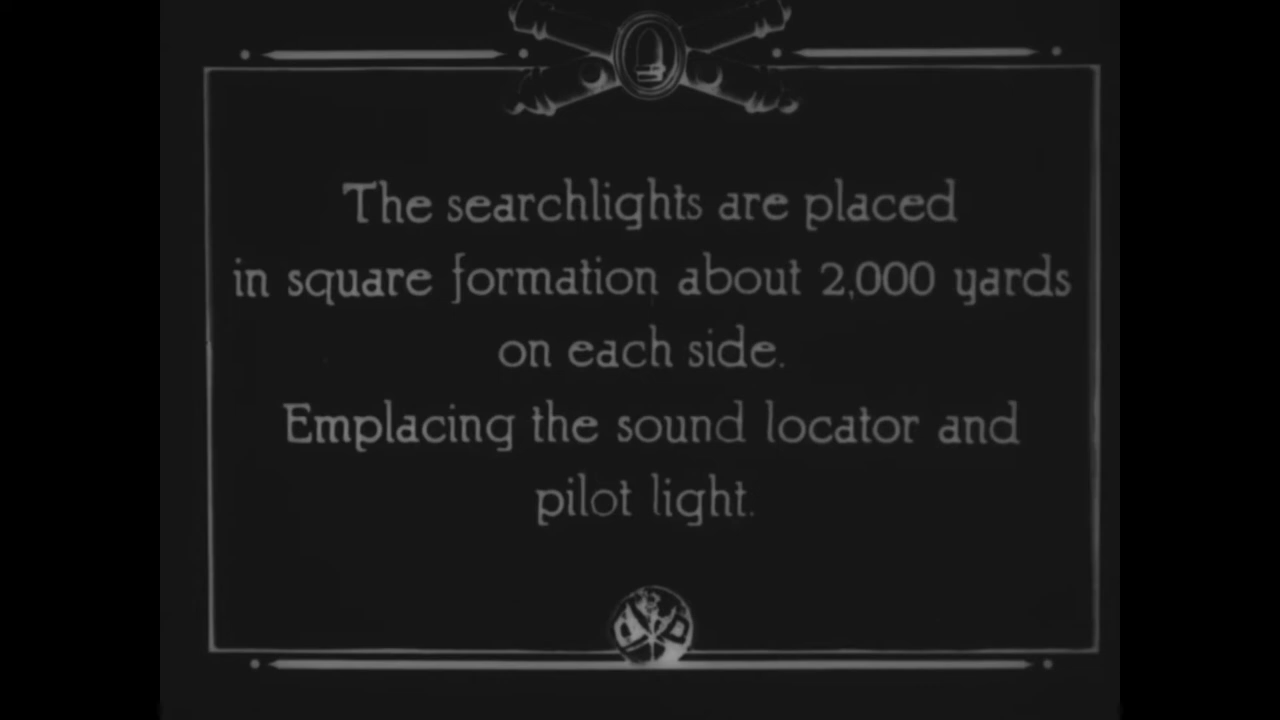 The searchlights are placed
in square formation about 2,000 yards
on each side.
Emplacing the sound locator and
pilot light.